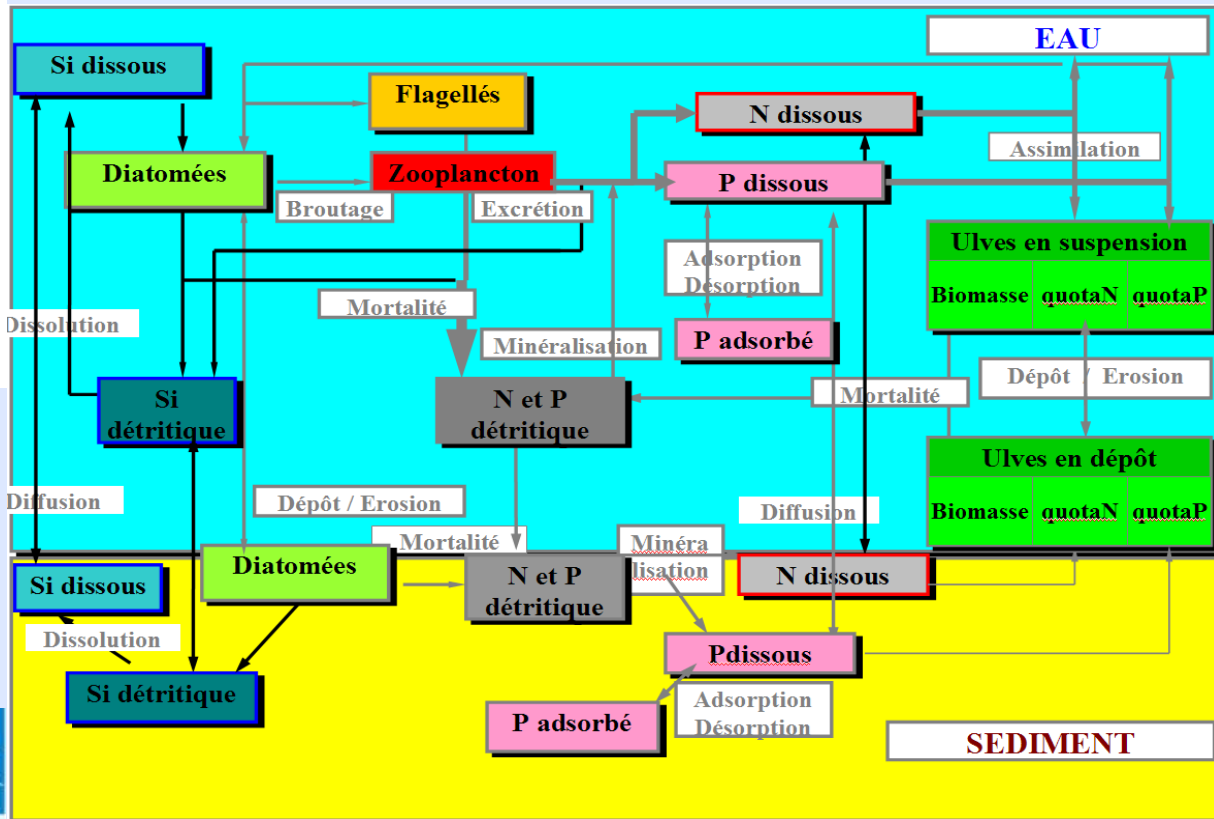 EAU
Si dissous
Flagellés
N dissous
Assimilation
Diatomées
Zooplancton
P dissous
Broutage
Excrétion
Ulves en suspension
Adsorption
Désorption
Biomasse
quotaN
quotaP
Mortalité
Dissolution
Minéralisation
P adsorbé
Dépôt / Erosion
Mortalité
Si
détritique
N et P
détritique
Ulves en dépôt
Diffusion
Dépôt / Erosion
Diffusion
Biomasse
quotaN
quotaP
Mortalité
Minéra
lisation
Diatomées
N et P
détritique
N dissous
Si dissous
Dissolution
Pdissous
Si détritique
P adsorbé
Adsorption
Désorption
SEDIMENT